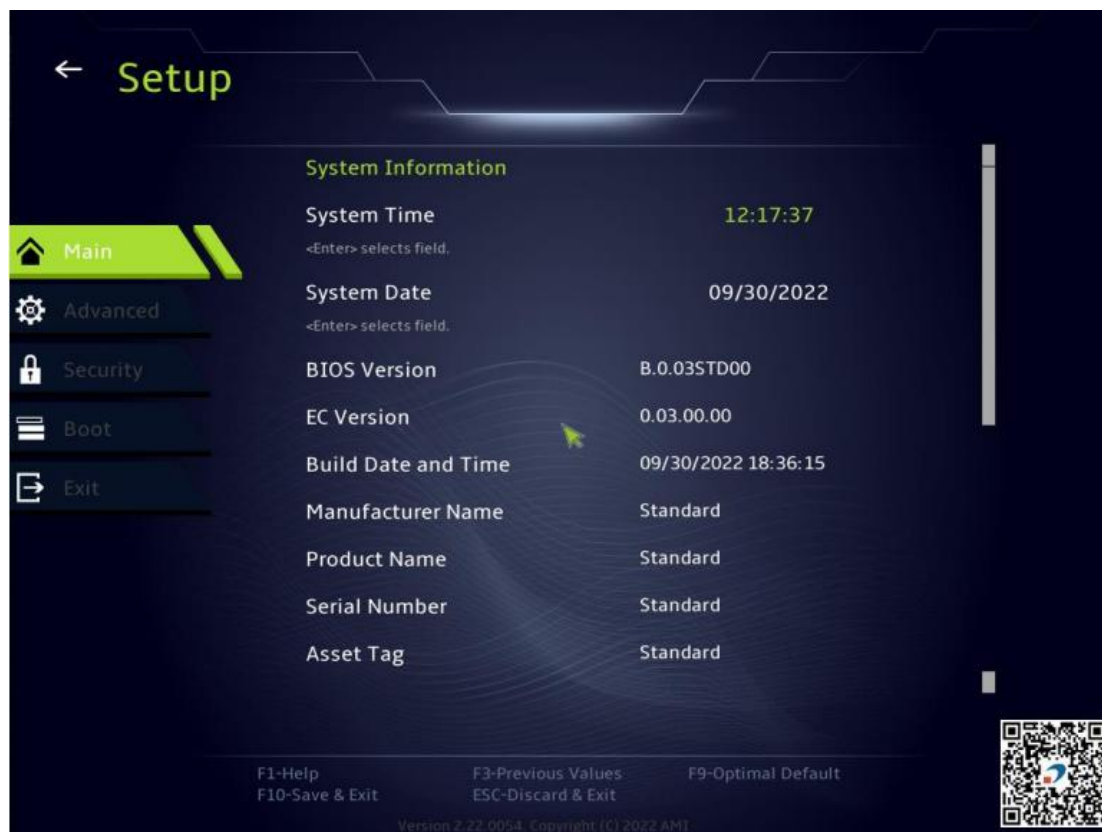 Setup
System Information
System Time 12:17:37
<Enter> selects field.
Main
System Date 09/30/2022
Advanced
<Enter> selects field.
Security
BIOS Version B.0.03STD00
EC Version 0.03.00.00
Boot
Build Date and Time 09/30/2022 18:36:15
Exit
Manufacturer Name Standard
Product Name Standard
Serial Number Standard
Asset Tag Standard
F1-Help F3-Previous Values F9-Optimal Default
F10-Save & Exit ESC-Discard & Exit
Version 2.22.0054. Copyright (C) 2022 AMI